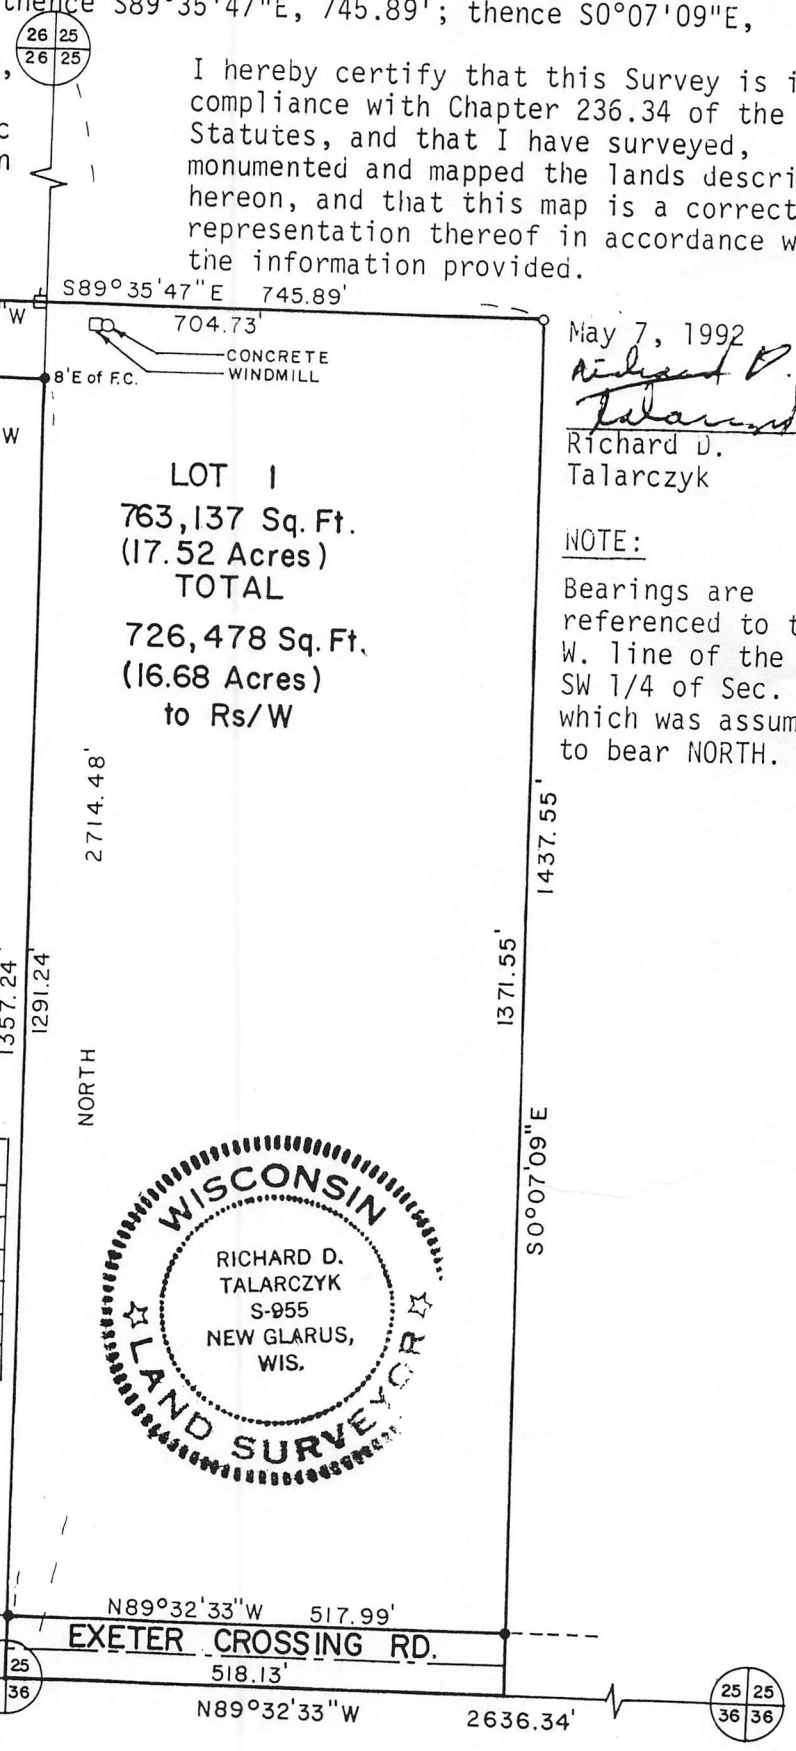 thence S89°35'47"E, 745.89'; thence S0°07'09"E,
26 25
26 25
I hereby certify that this Survey is i
compliance with Chapter 236.34 of the
Statutes, and that I have surveyed,
monumented and mapped the lands descri
hereon, and that this map is a correct
representation thereof in accordance w
the information provided.
S89°35'47"E 745.89'
"W
704.73'
CONCRETE
WINDMILL
8'E of F.C.
W
May 7, 1992
Richard D.
Talarczyk
Richard D.
Talarczyk
LOT 1
763,137 Sq. Ft.
(17.52 Acres)
TOTAL
726,478 Sq. Ft.
(16.68 Acres)
to Rs/W
NOTE:
Bearings are
referenced to t
W. line of the
SW 1/4 of Sec.
which was assum
to bear NORTH.
2714.48'
NORTH
1357.24'
1291.24'
1437.55'
1371.55'
S0°07'09"E
WISCONSIN
RICHARD D.
TALARCZYK
S-955
NEW GLARUS,
WIS.
LAND SURVEYOR
N89°32'33"W 517.99'
EXETER CROSSING RD.
518.13'
N89°32'33"W 2636.34'
25
36
25 25
36 36